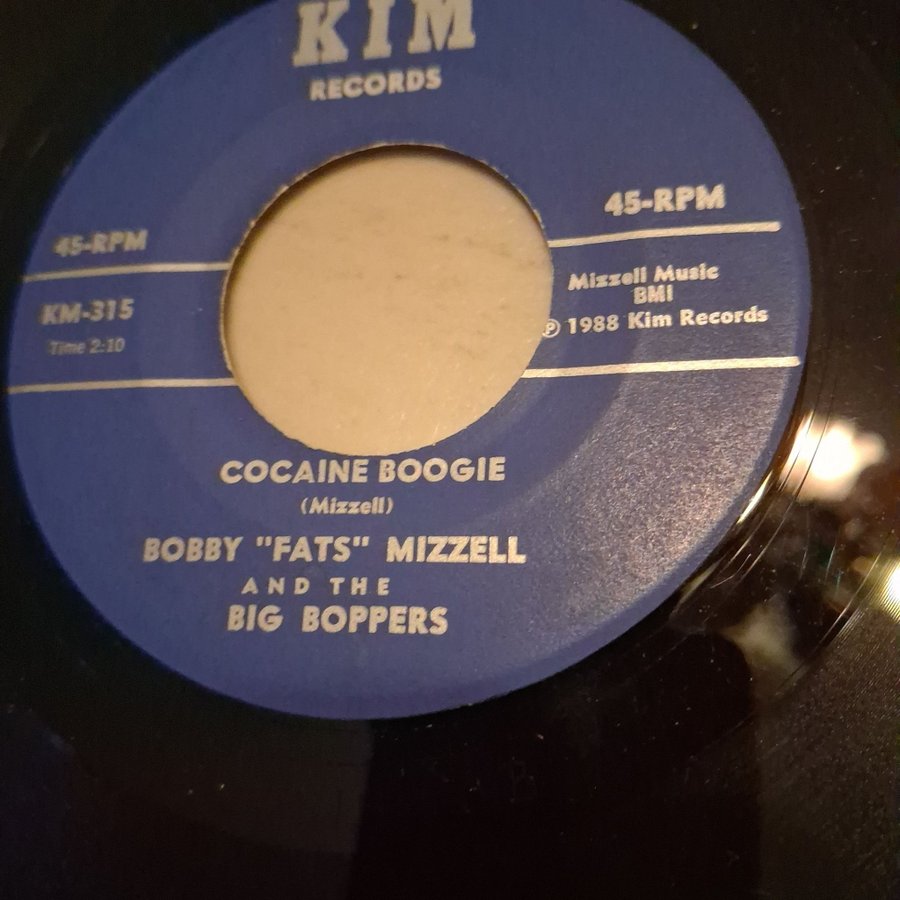 KIM
RECORDS
45-RPM
45-RPM
KM-315
Time 2:10
Mizzell Music
BMI
℗ 1988 Kim Records
COCAINE BOOGIE
(Mizzell)
BOBBY "FATS" MIZZELL
AND THE
BIG BOPPERS